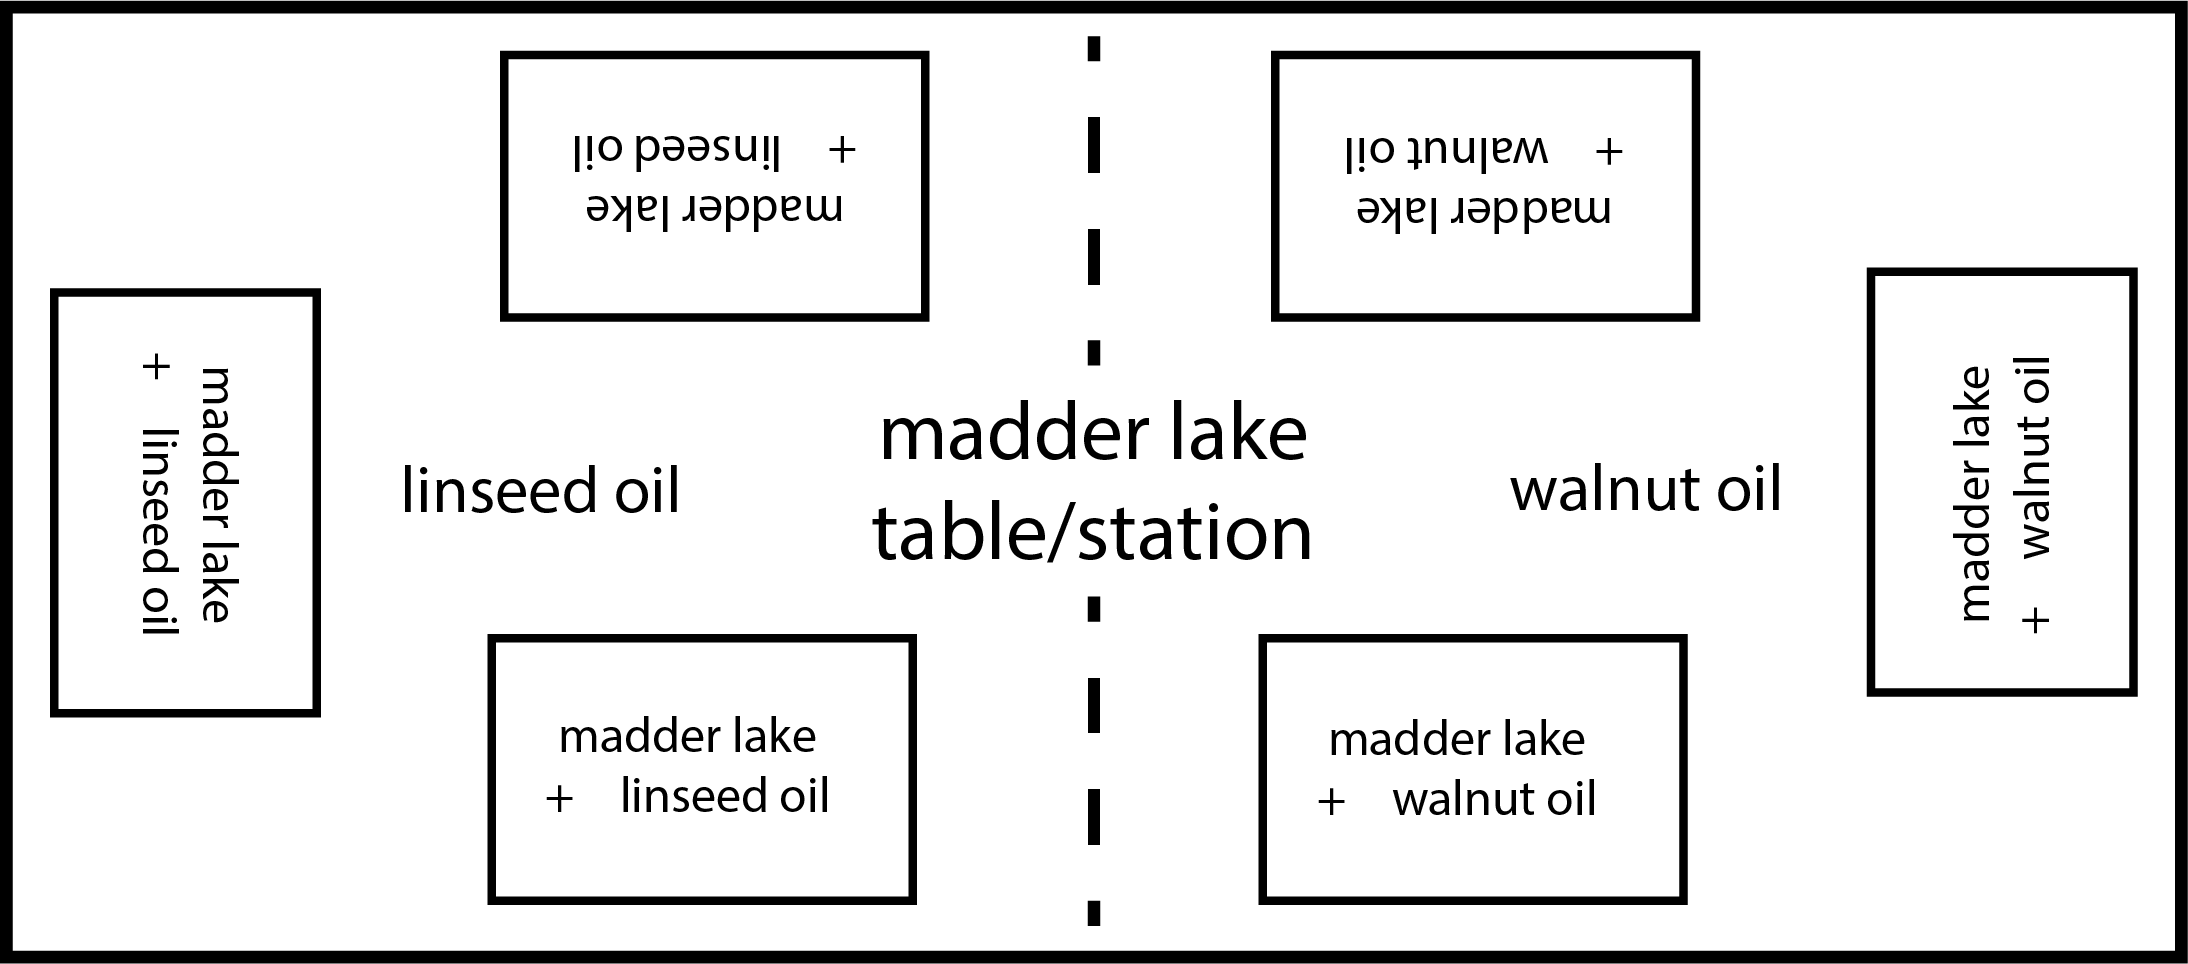 madder lake
+ linseed oil
madder lake
+ walnut oil
madder lake
+ linseed oil
linseed oil
madder lake
table/station
walnut oil
madder lake
+ walnut oil
madder lake
+ linseed oil
madder lake
+ walnut oil